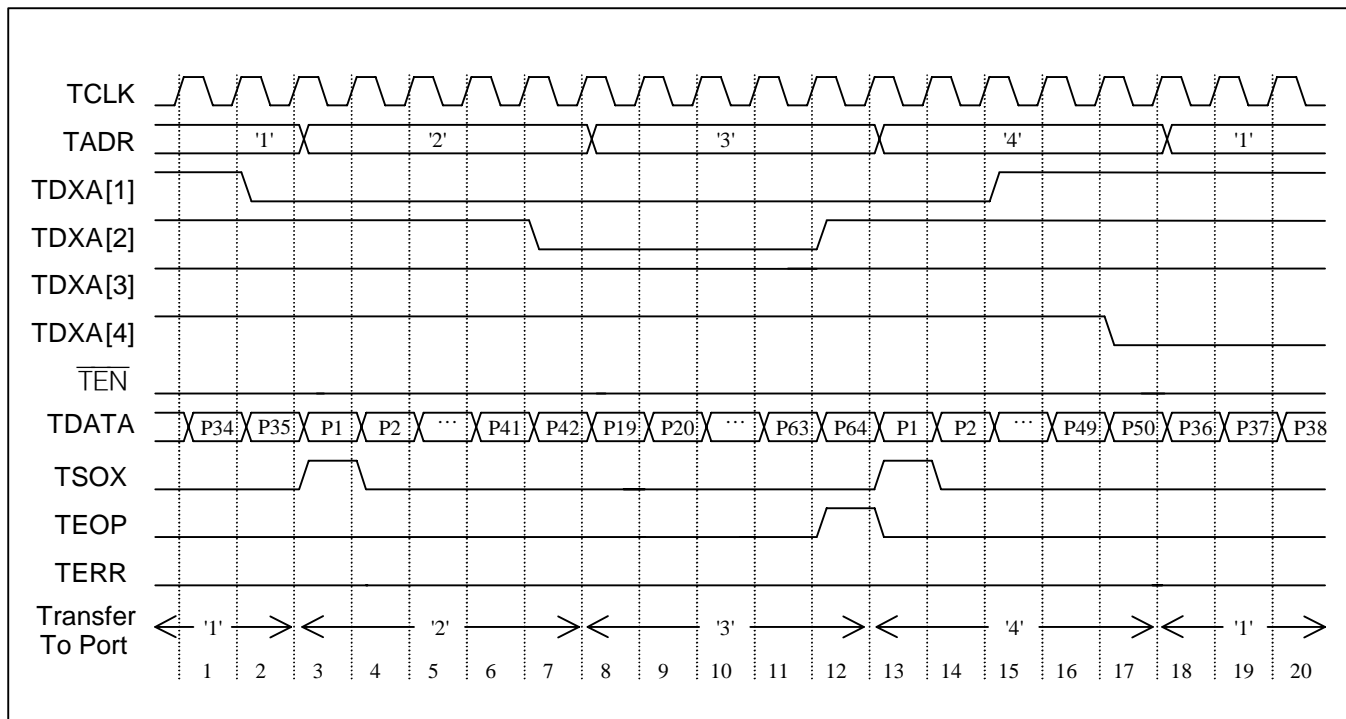 TCLK
TADR '1' '2' '3' '4' '1'
TDXA[1]
TDXA[2]
TDXA[3]
TDXA[4]
TEN
TDATA P34 P35 P1 P2 ... P41 P42 P19 P20 ... P63 P64 P1 P2 ... P49 P50 P36 P37 P38
TSOX
TEOP
TERR
Transfer To Port '1' '2' '3' '4' '1'
1 2 3 4 5 6 7 8 9 10 11 12 13 14 15 16 17 18 19 20